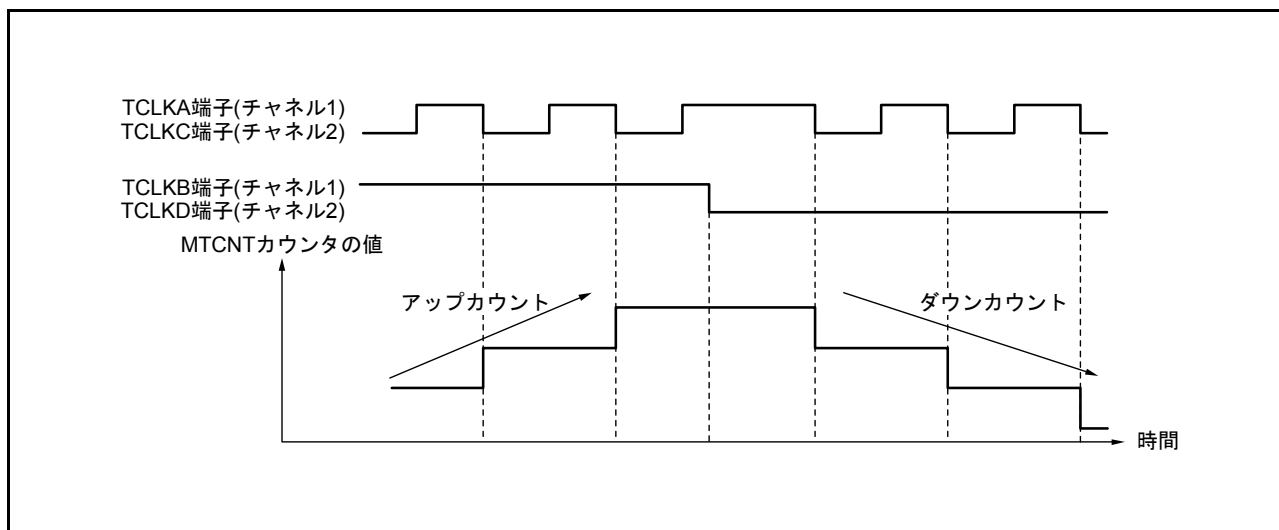 TCLKA端子(チャネル1)
TCLKC端子(チャネル2)
TCLKB端子(チャネル1)
TCLKD端子(チャネル2)
MTCNTカウンタの値
アップカウント
ダウンカウント
時間